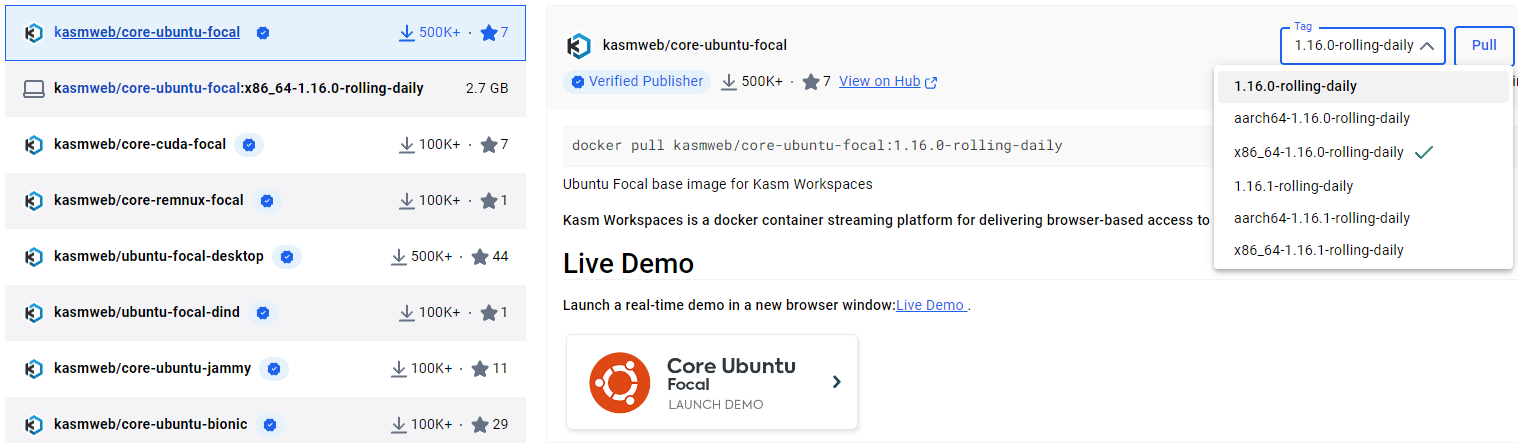 kasmweb/core-ubuntu-focal 500K+ · 7
kasmweb/core-ubuntu-focal:x86_64-1.16.0-rolling-daily 2.7 GB
kasmweb/core-cuda-focal 100K+ · 7
kasmweb/core-remnux-focal 100K+ · 1
kasmweb/ubuntu-focal-desktop 500K+ · 44
kasmweb/ubuntu-focal-dind 100K+ · 1
kasmweb/core-ubuntu-jammy 100K+ · 11
kasmweb/core-ubuntu-bionic 100K+ · 29
kasmweb/core-ubuntu-focal
Verified Publisher 500K+ · 7 View on Hub
Tag
1.16.0-rolling-daily
Pull
1.16.0-rolling-daily
aarch64-1.16.0-rolling-daily
x86_64-1.16.0-rolling-daily
1.16.1-rolling-daily
aarch64-1.16.1-rolling-daily
x86_64-1.16.1-rolling-daily
docker pull kasmweb/core-ubuntu-focal:1.16.0-rolling-daily
Ubuntu Focal base image for Kasm Workspaces
Kasm Workspaces is a docker container streaming platform for delivering browser-based access to
Live Demo
Launch a real-time demo in a new browser window:Live Demo .
Core Ubuntu
Focal
LAUNCH DEMO